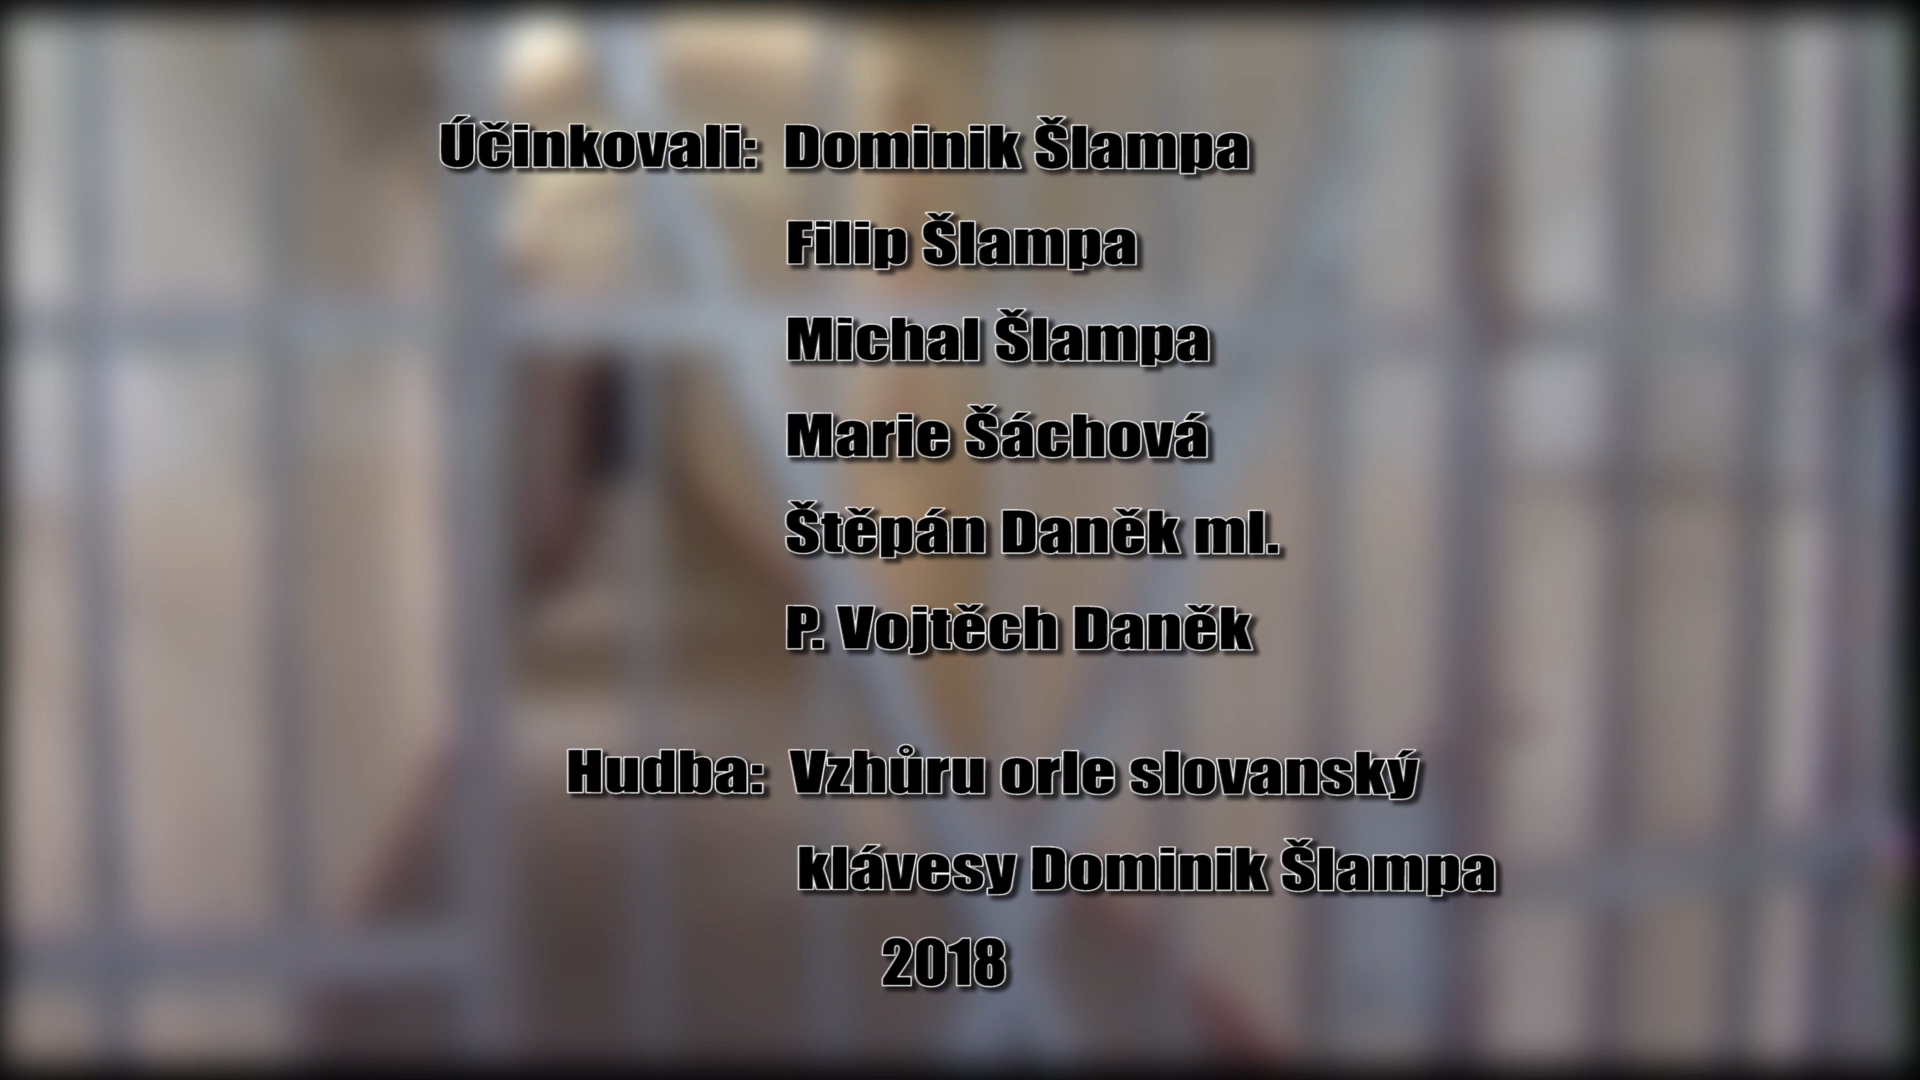 Účinkovali: Dominik Šlampa
Filip Šlampa
Michal Šlampa
Marie Šáchová
Štěpán Daněk ml.
P. Vojtěch Daněk
Hudba: Vzhůru orle slovanský
klávesy Dominik Šlampa
2018